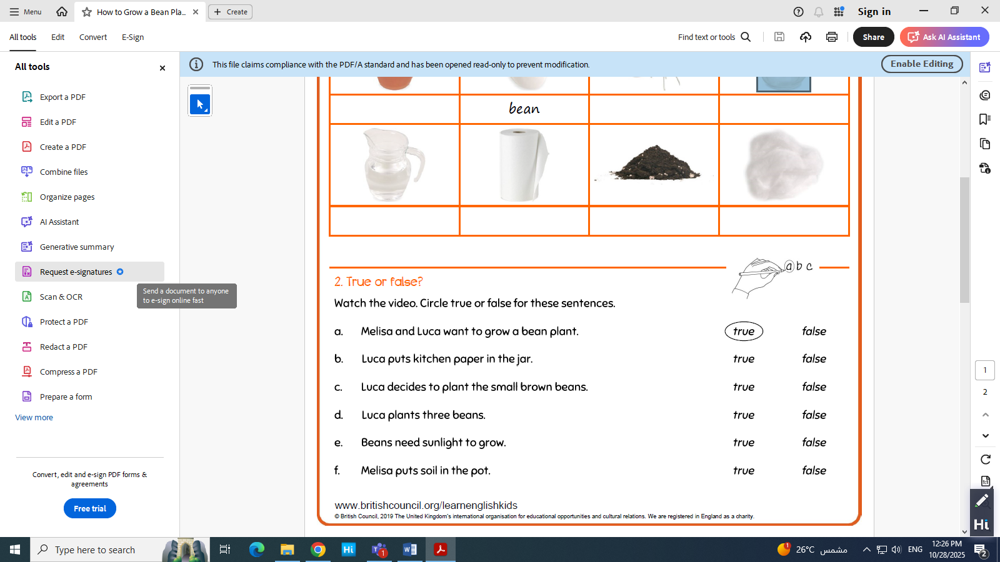 Menu
How to Grow a Bean Pla...
Create
Sign in
All tools
Edit
Convert
E-Sign
Find text or tools
Share
Ask AI Assistant
All tools
This file claims compliance with the PDF/A standard and has been opened read-only to prevent modification.
Enable Editing
Export a PDF
Edit a PDF
Create a PDF
Combine files
Organize pages
AI Assistant
Generative summary
Request e-signatures
Send a document to anyone
to e-sign online fast
Scan & OCR
Protect a PDF
Redact a PDF
Compress a PDF
Prepare a form
View more
Convert, edit and e-sign PDF forms &
agreements
Free trial
bean
a b c
2. True or false?
Watch the video. Circle true or false for these sentences.
a. Melisa and Luca want to grow a bean plant. true false
b. Luca puts kitchen paper in the jar. true false
c. Luca decides to plant the small brown beans. true false
d. Luca plants three beans. true false
e. Beans need sunlight to grow. true false
f. Melisa puts soil in the pot. true false
www.britishcouncil.org/learnenglishkids
© British Council, 2019 The United Kingdom's international organisation for educational opportunities and cultural relations. We are registered in England as a charity.
1
2
1:1
Hi
Type here to search
Hi
1
1
26°C مشمس
ENG
12:26 PM
10/28/2025
2